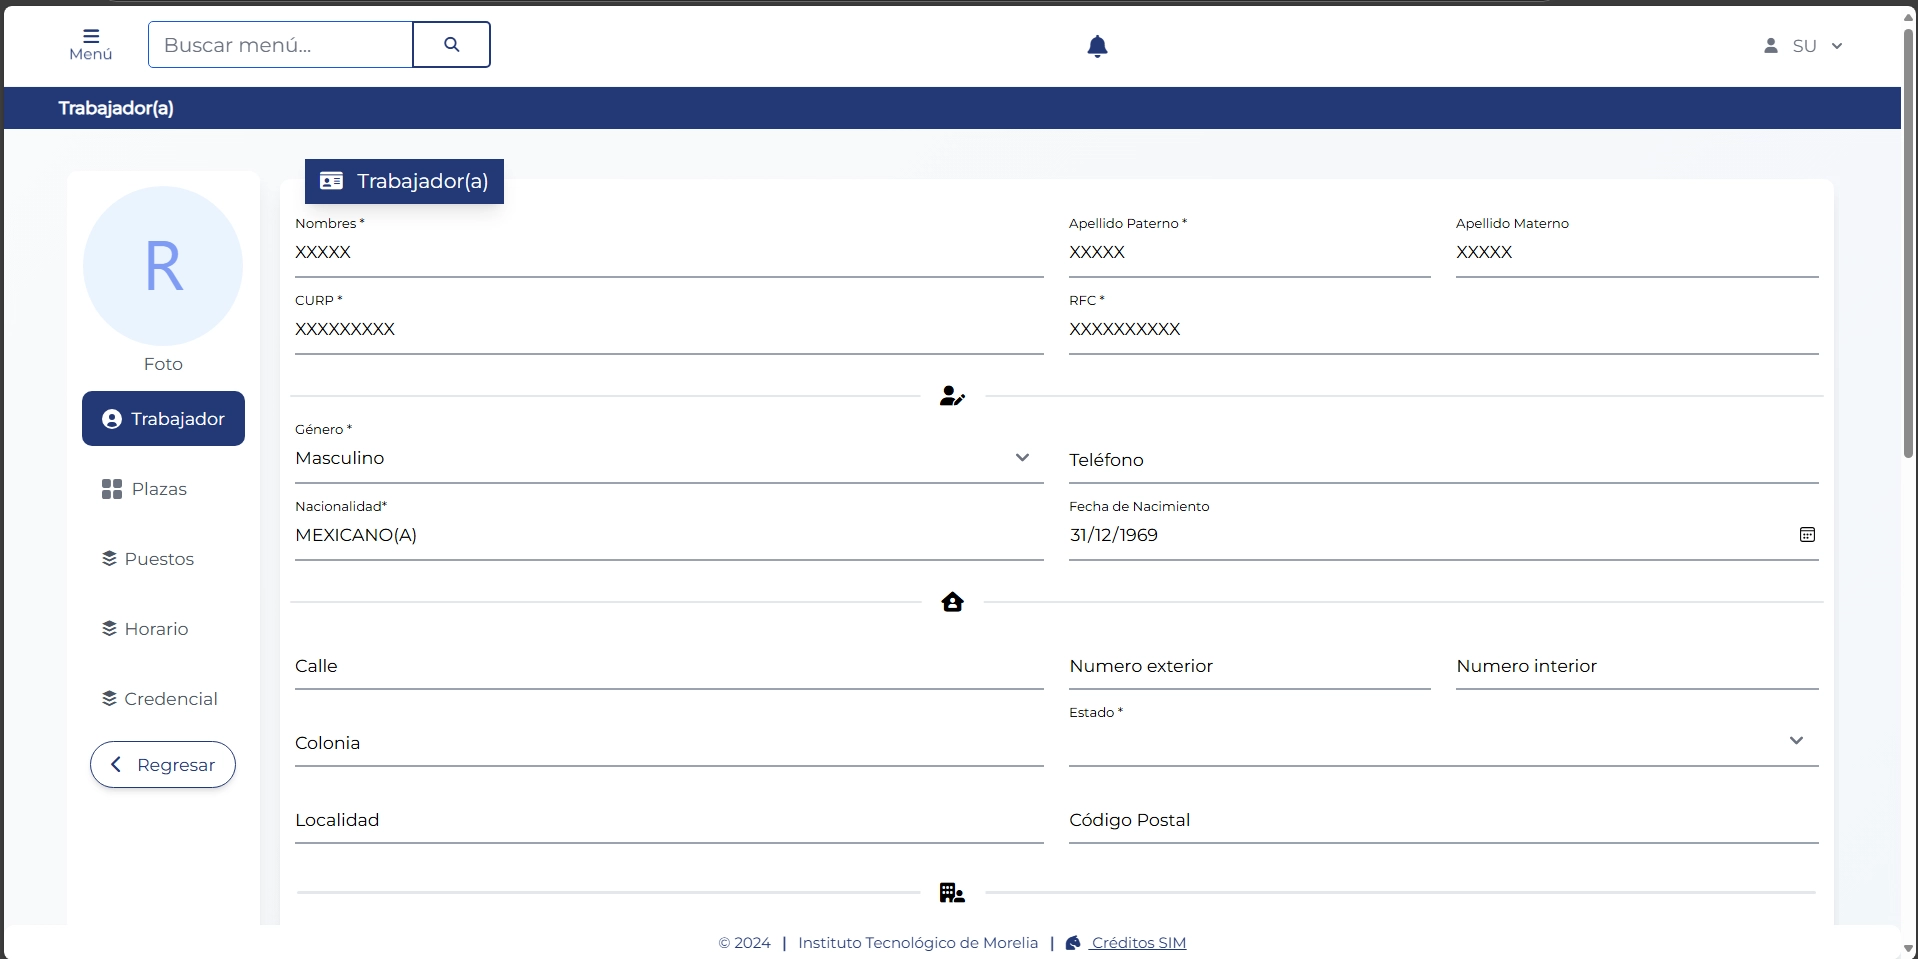 Menú
Buscar menú...
SU
Trabajador(a)
R
Foto
Trabajador
Plazas
Puestos
Horario
Credencial
Regresar
Trabajador(a)
Nombres *
XXXXX
Apellido Paterno *
XXXXX
Apellido Materno
XXXXX
CURP *
XXXXXXXXX
RFC *
XXXXXXXXXX
Género *
Masculino
Teléfono
Nacionalidad*
MEXICANO(A)
Fecha de Nacimiento
31/12/1969
Calle
Numero exterior
Numero interior
Colonia
Estado *
Localidad
Código Postal
© 2024 | Instituto Tecnológico de Morelia | Créditos SIM